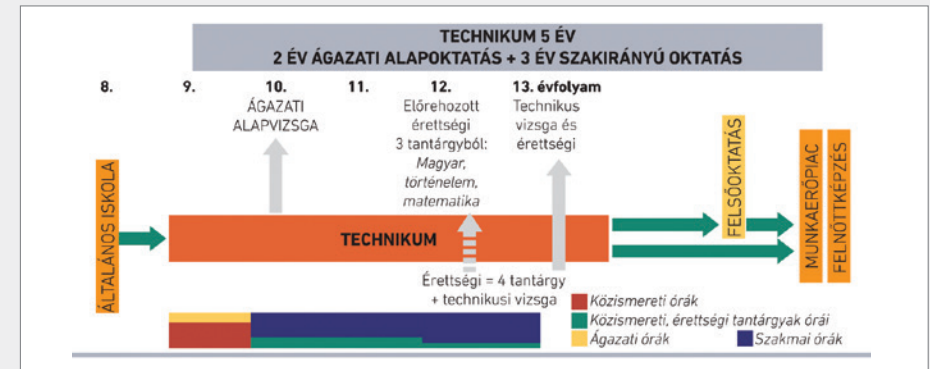 TECHNIKUM 5 ÉV
2 ÉV ÁGAZATI ALAPOKTATÁS + 3 ÉV SZAKIRÁNYÚ OKTATÁS
8. 9. 10. 11. 12. 13. évfolyam
ÁGAZATI
ALAPVIZSGA
Előrehozott
érettségi
3 tantárgyból:
Magyar,
történelem,
matematika
Technikus
vizsga és
érettségi
ÁLTALÁNOS ISKOLA
TECHNIKUM
FELSŐOKTATÁS
MUNKAERŐPIAC
FELNŐTTKÉPZÉS
Érettségi = 4 tantárgy
+ technikusi vizsga
Közismereti órák
Közismereti, érettségi tantárgyak órái
Ágazati órák
Szakmai órák